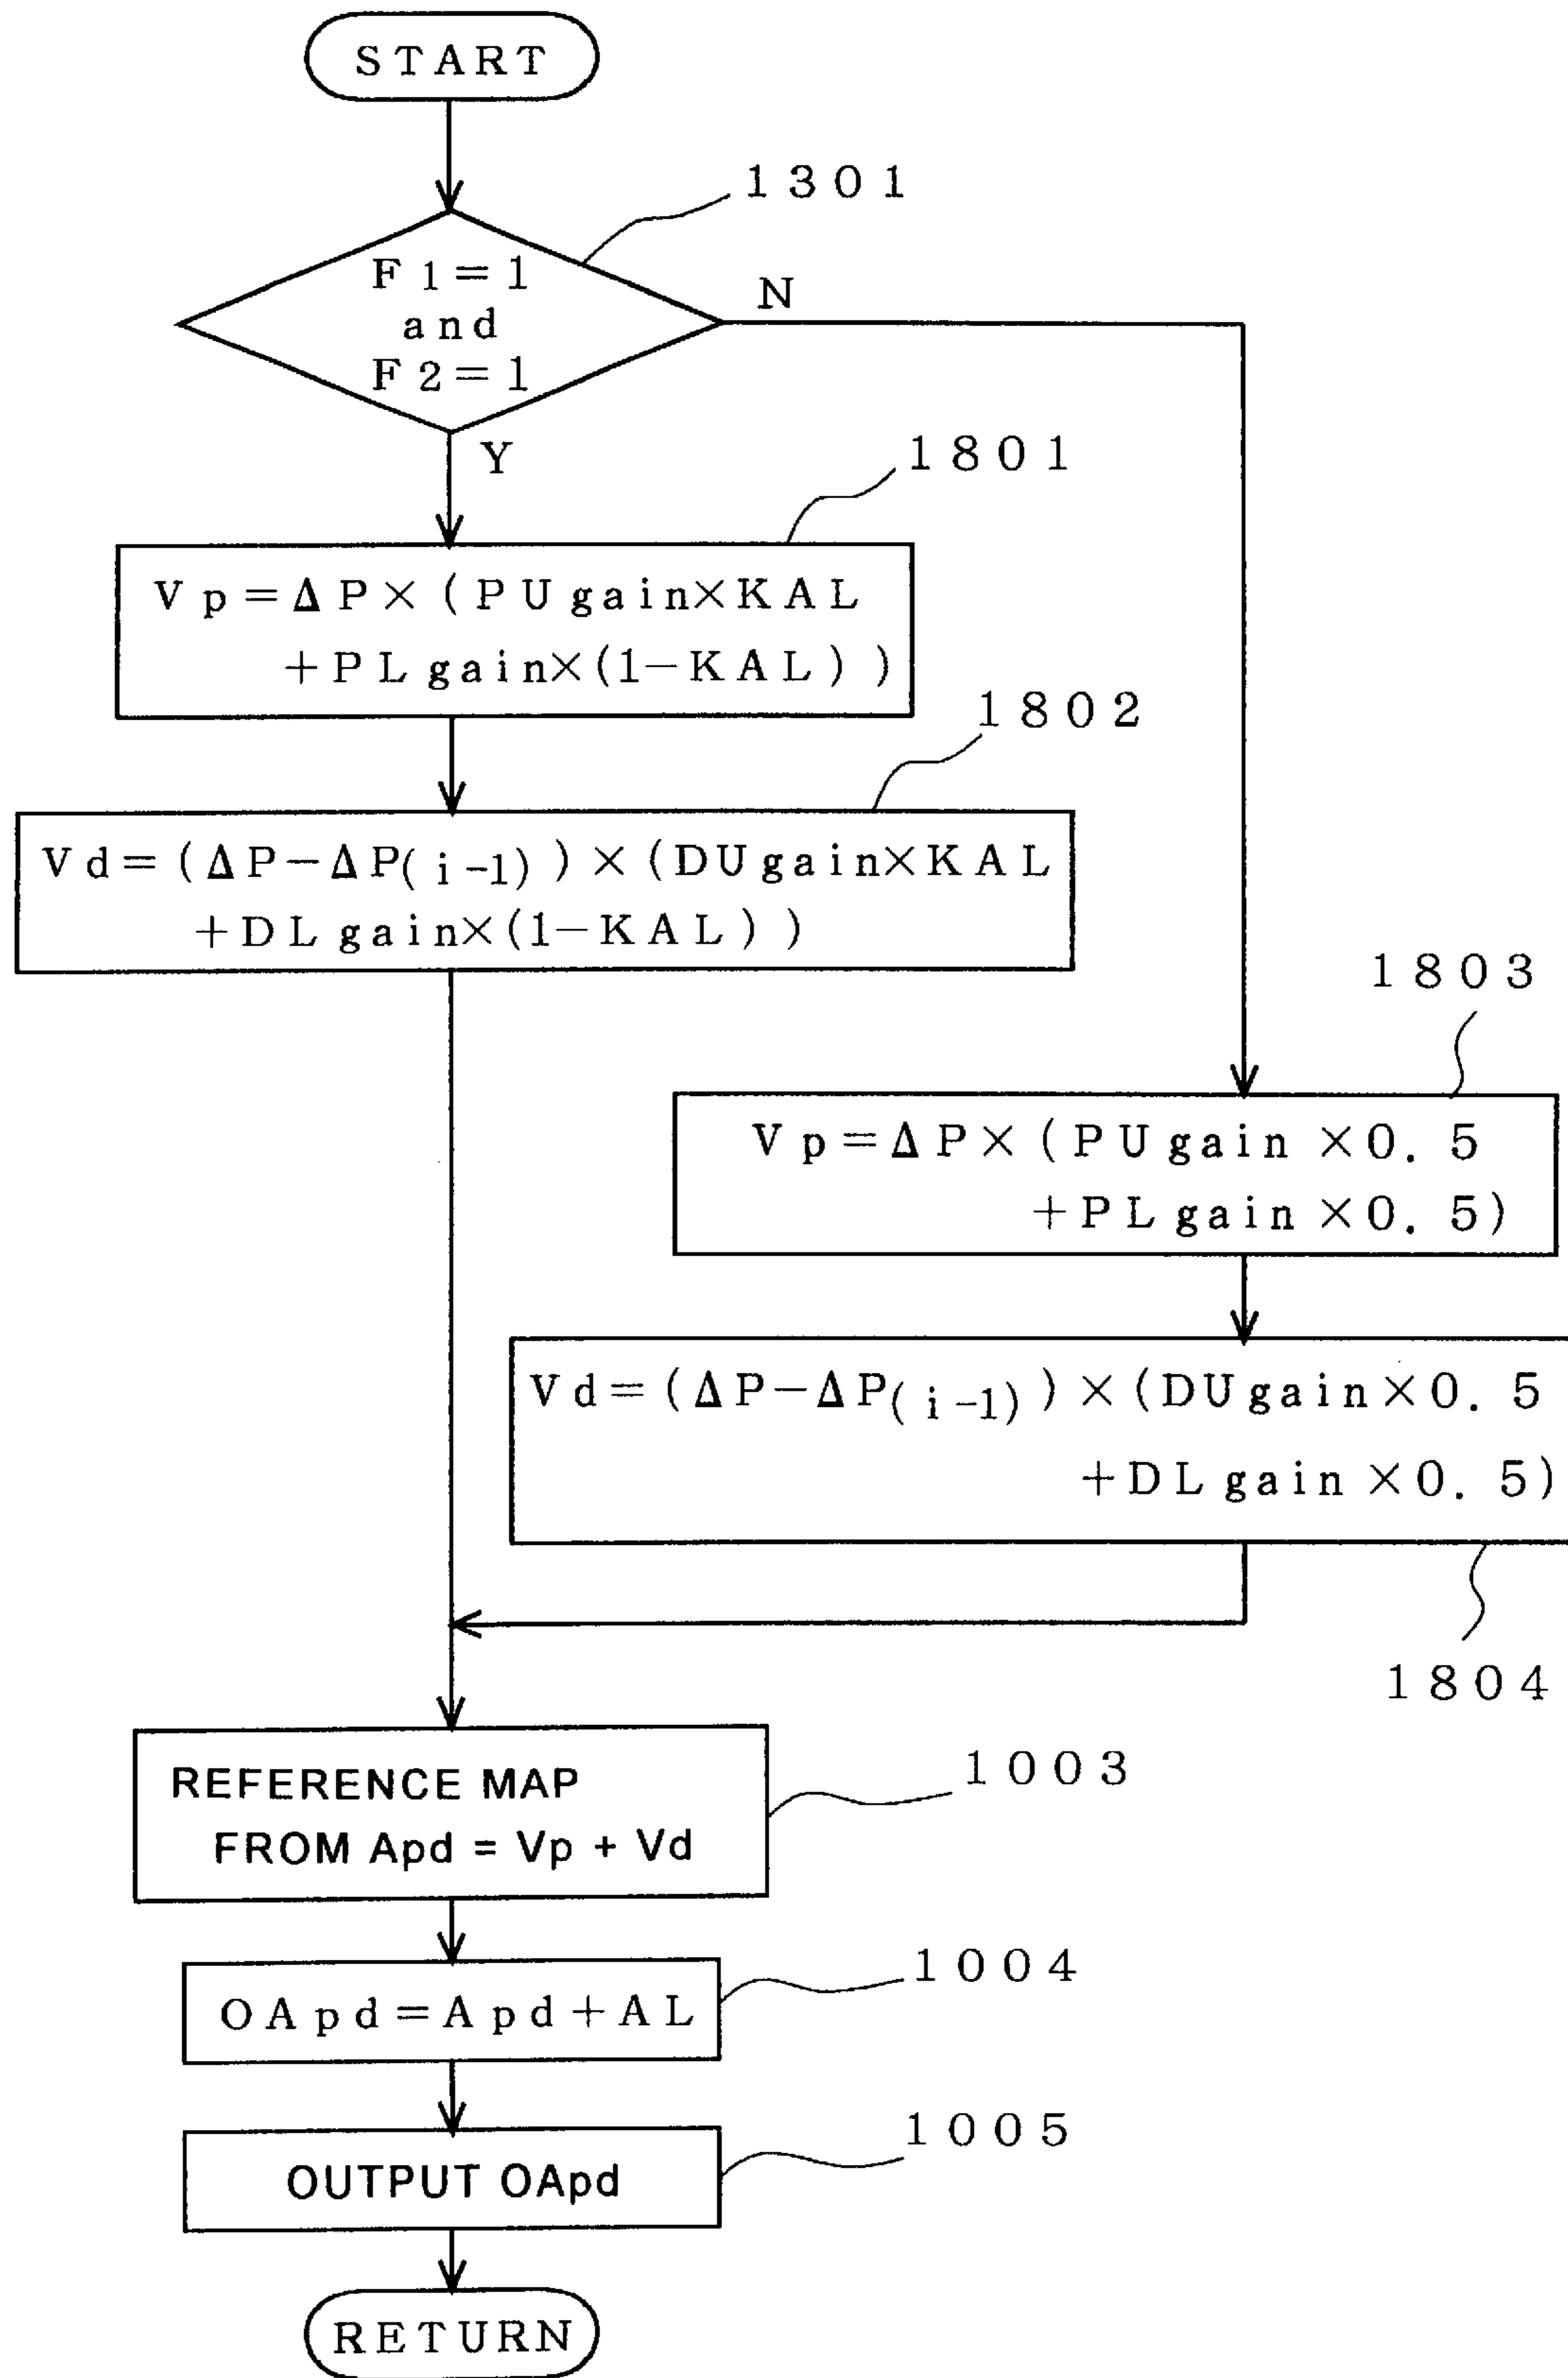 START
1301
F1=1
and
F2=1
N
Y
1801
Vp=ΔP×(PUgain×KAL
+PLgain×(1−KAL))
1802
Vd=(ΔP−ΔP(i-1))×(DUgain×KAL
+DLgain×(1−KAL))
1803
Vp=ΔP×(PUgain×0.5
+PLgain×0.5)
Vd=(ΔP−ΔP(i-1))×(DUgain×0.5
+DLgain×0.5)
1804
REFERENCE MAP
FROM Apd = Vp + Vd
1003
OApd=Apd+AL
1004
OUTPUT OApd
1005
RETURN